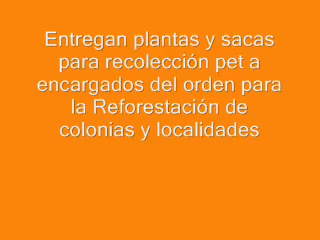 Entregan plantas y sacas
para recolección pet a
encargados del orden para
la Reforestación de
colonias y localidades